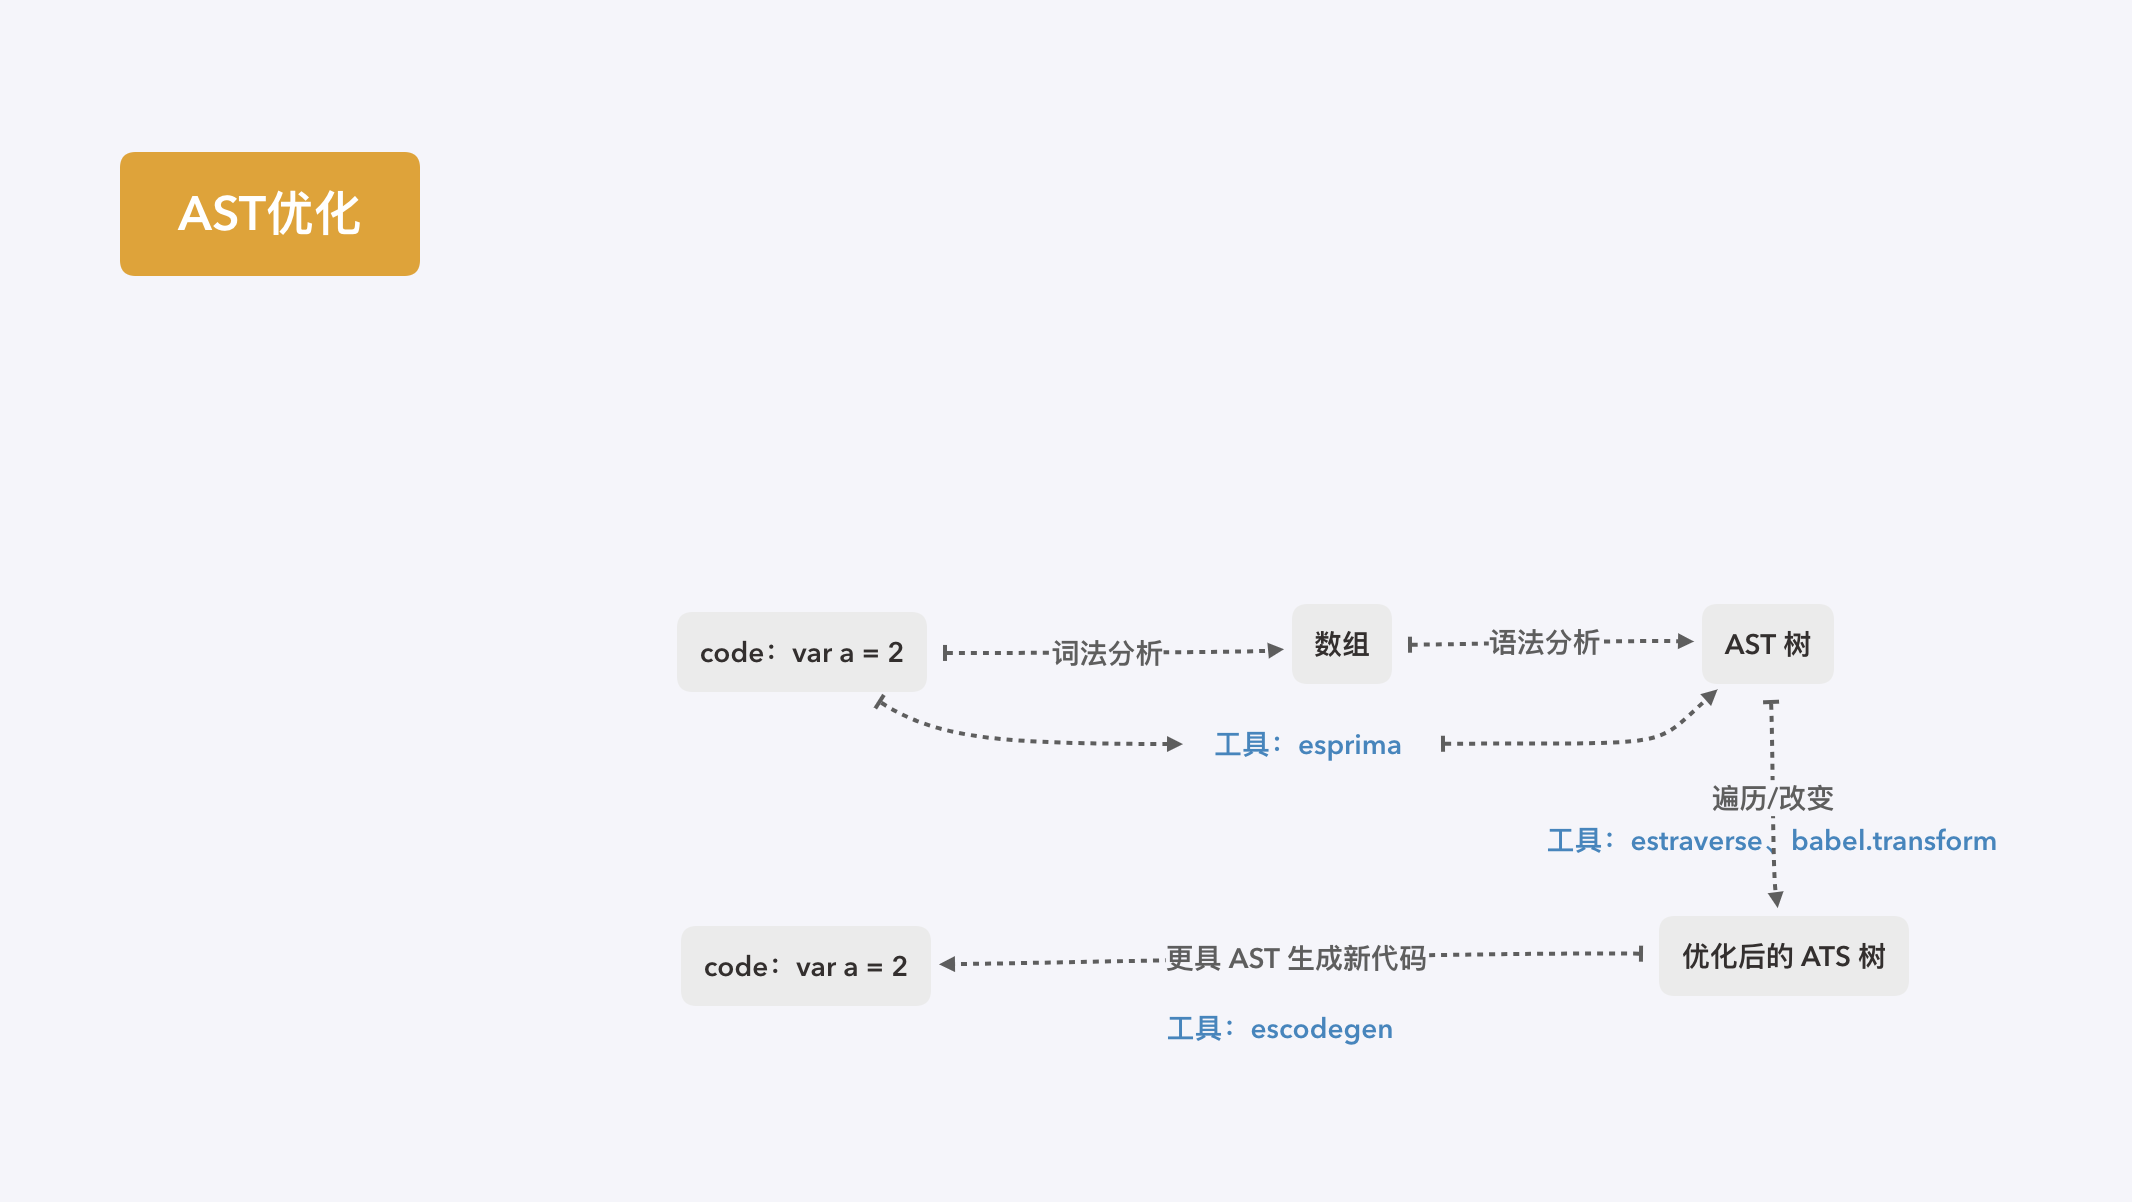 AST优化
code：var a = 2
词法分析
数组
语法分析
AST 树
工具：esprima
遍历/改变
工具：estraverse、babel.transform
code：var a = 2
更具 AST 生成新代码
优化后的 ATS 树
工具：escodegen